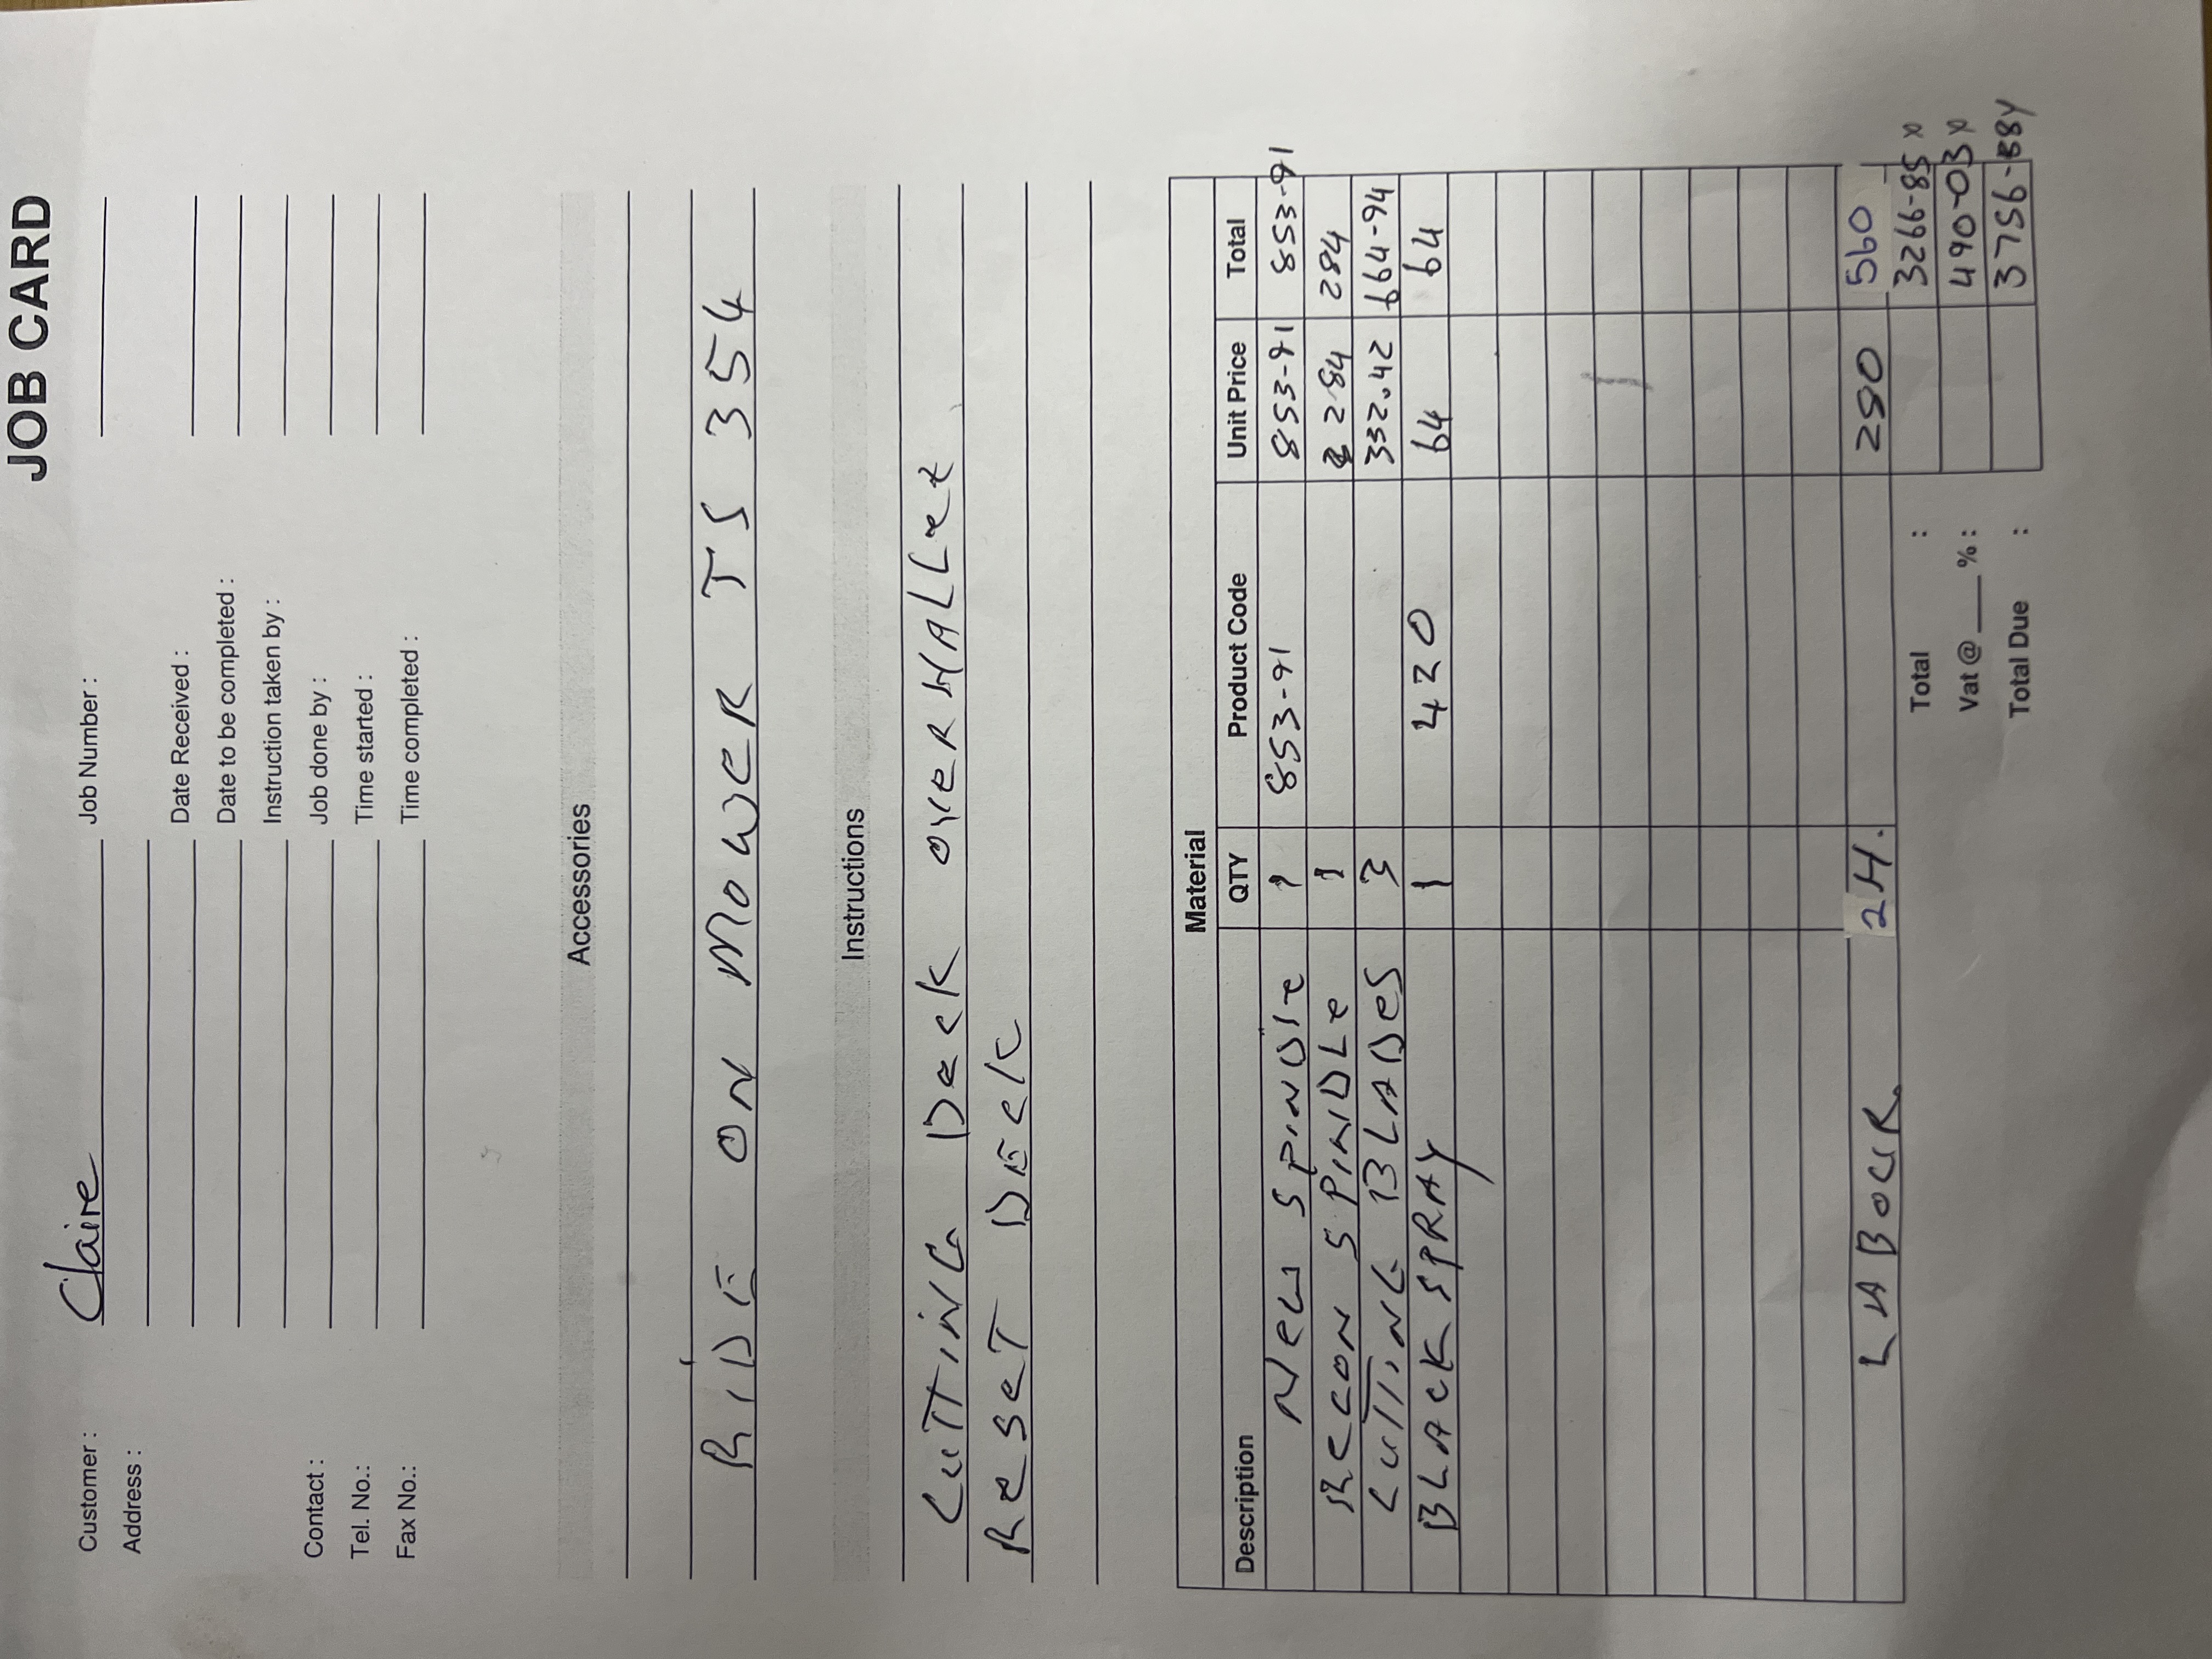 JOB CARD
Customer : Claire Job Number :
Address :
Date Received :
Date to be completed :
Instruction taken by :
Contact : Job done by :
Tel. No.: Time started :
Fax No.: Time completed :
Accessories
RIDE ON MOWER TS 354
Instructions
CUTTING Deck OVERHALLet
ReseT DEck
Material
Description QTY Product Code Unit Price Total
New SPINDle 1 853-91 853-91 853-91
RECON SPINDLe 1 284 284
CUTTING BLADeS 3 332.42 664-94
BLACK SPRAY 1 420 64 64
LABOUR 2H. 280 560
Total : 3266-85
Vat @ ___ % : 490-03
Total Due : 3756-88